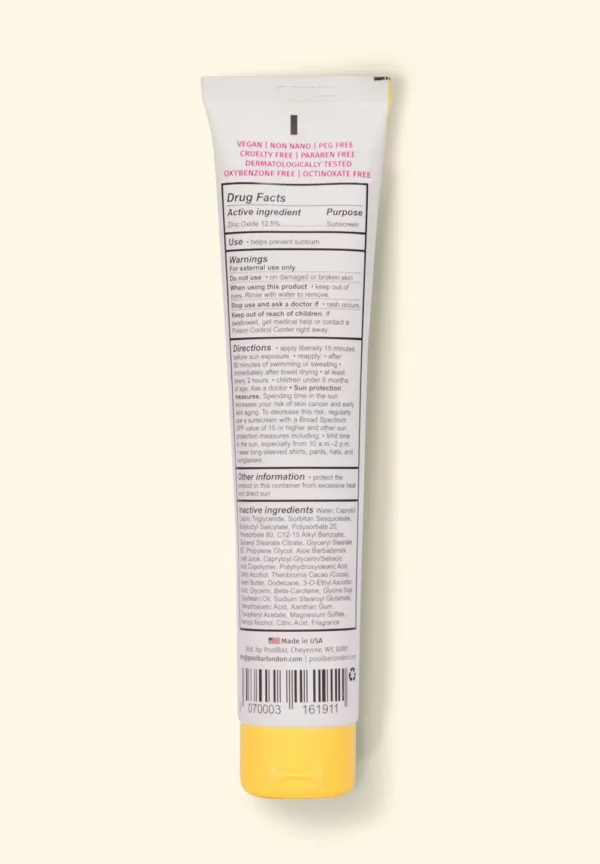 VEGAN | NON NANO | PEG FREE
CRUELTY FREE | PARABEN FREE
DERMATOLOGICALLY TESTED
OXYBENZONE FREE | OCTINOXATE FREE
Drug Facts
Active ingredient Purpose
Zinc Oxide 12.5% Sunscreen
Use • helps prevent sunburn
Warnings
For external use only
Do not use • on damaged or broken skin
When using this product • keep out of
eyes. Rinse with water to remove.
Stop use and ask a doctor if • rash occurs
Keep out of reach of children. If
swallowed, get medical help or contact a
Poison Control Center right away.
Directions • apply liberally 15 minutes
before sun exposure • reapply: • after
80 minutes of swimming or sweating •
immediately after towel drying • at least
every 2 hours • children under 6 months
of age: Ask a doctor • Sun protection
measures. Spending time in the sun
increases your risk of skin cancer and early
skin aging. To decrease this risk, regularly
use a sunscreen with a Broad Spectrum
SPF value of 15 or higher and other sun
protection measures including: • limit time
in the sun, especially from 10 a.m.-2 p.m.
• wear long-sleeved shirts, pants, hats, and
sunglasses
Other information • protect the
product in this container from excessive heat
and direct sun
Inactive ingredients Water, Caprylic/
Capric Triglyceride, Sorbitan Sesquioleate,
Butyloctyl Salicylate, Polysorbate 20,
Polysorbate 60, C12-15 Alkyl Benzoate,
Glyceryl Stearate Citrate, Glyceryl Stearate
SE, Propylene Glycol, Aloe Barbadensis
Leaf Juice, Capryloyl Glycerin/Sebacic
Acid Copolymer, Polyhydroxystearic Acid,
Cetyl Alcohol, Theobroma Cacao (Cocoa)
Seed Butter, Dodecane, 3-O-Ethyl Ascorbic
Acid, Glycerin, Beta-Carotene, Glycine Soja
(Soybean) Oil, Sodium Stearoyl Glutamate,
Dehydroacetic Acid, Xanthan Gum,
Tocopheryl Acetate, Magnesium Sulfate,
Benzyl Alcohol, Citric Acid, Fragrance
Made in USA
Dist. by: PoolBar, Cheyenne, WY, 82001
@poolbarlondon.com | poolbarlondon.com
070003 161911